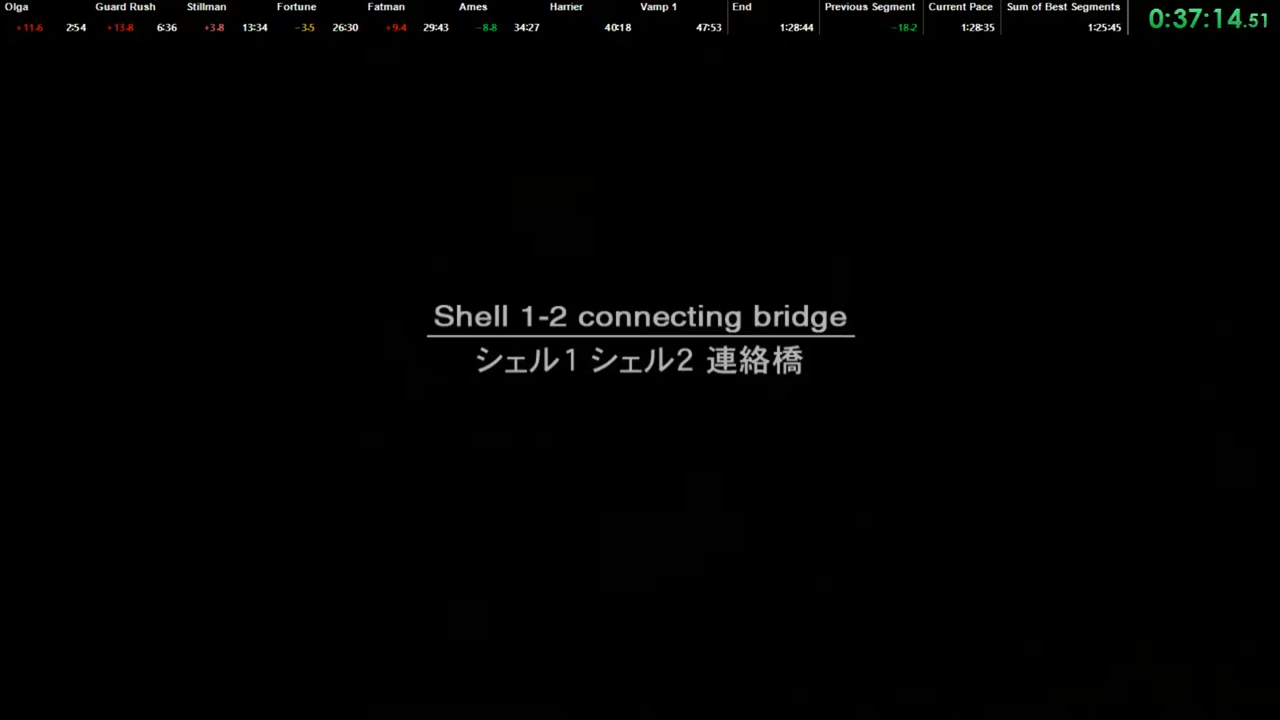 Olga Guard Rush Stillman Fortune Fatman Ames Harrier Vamp 1 End Previous Segment Current Pace Sum of Best Segments
+11.6 2:54 +13.8 6:36 +3.8 13:34 −3.5 26:30 +9.4 29:43 −8.8 34:27 40:18 47:53 1:28:44 −18.2 1:28:35 1:25:45
0:37:14.51
Shell 1-2 connecting bridge
シェル1 シェル2 連絡橋